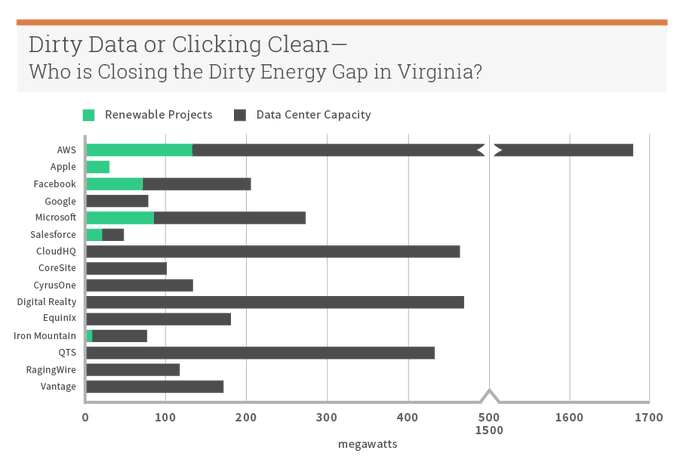 Dirty Data or Clicking Clean—
Who is Closing the Dirty Energy Gap in Virginia?
Renewable Projects
Data Center Capacity
AWS
Apple
Facebook
Google
Microsoft
Salesforce
CloudHQ
CoreSite
CyrusOne
Digital Realty
Equinix
Iron Mountain
QTS
RagingWire
Vantage
0 100 200 300 400 500 1600 1700
1500
megawatts